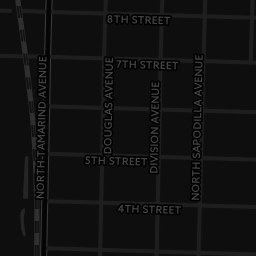 8TH STREET
7TH STREET
NORTH TAMARIND AVENUE
DOUGLAS AVENUE
DIVISION AVENUE
NORTH SAPODILLA AVENUE
5TH STREET
4TH STREET